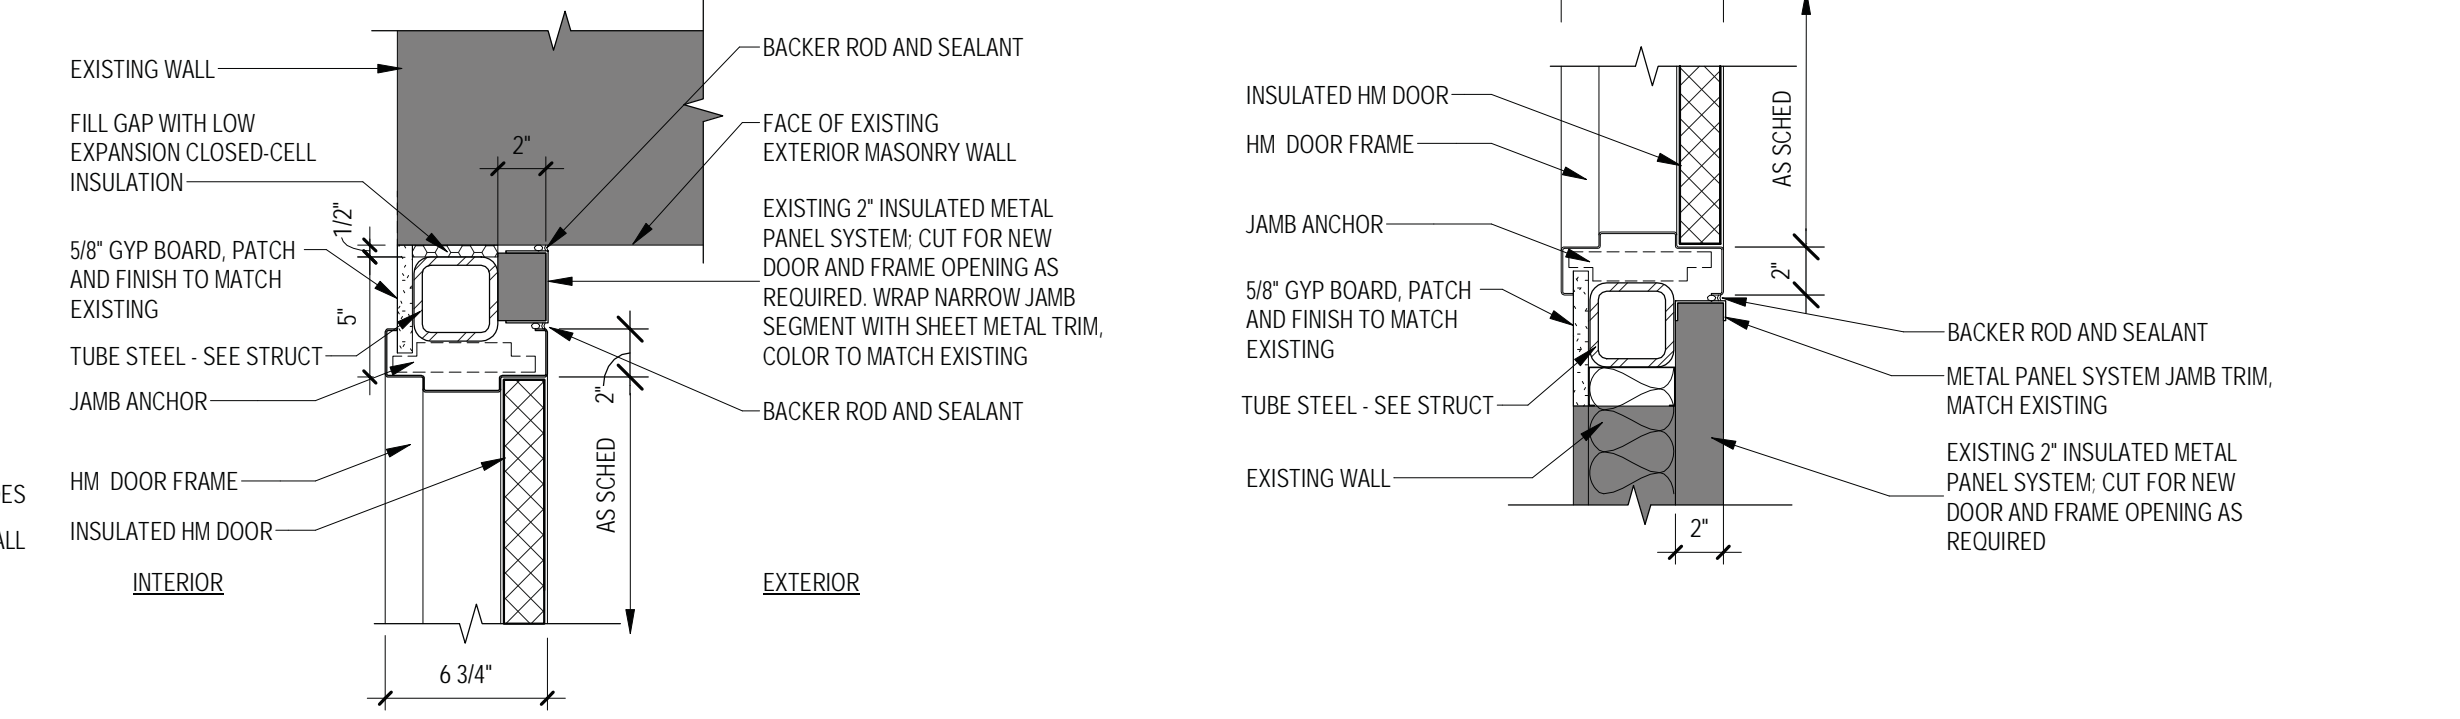 EXISTING WALL
FILL GAP WITH LOW
EXPANSION CLOSED-CELL
INSULATION
1/2"
5/8" GYP BOARD, PATCH
AND FINISH TO MATCH
EXISTING
5"
TUBE STEEL - SEE STRUCT
JAMB ANCHOR
HM DOOR FRAME
INSULATED HM DOOR
INTERIOR
ES
ALL
2"
BACKER ROD AND SEALANT
FACE OF EXISTING
EXTERIOR MASONRY WALL
EXISTING 2" INSULATED METAL
PANEL SYSTEM; CUT FOR NEW
DOOR AND FRAME OPENING AS
REQUIRED. WRAP NARROW JAMB
SEGMENT WITH SHEET METAL TRIM,
COLOR TO MATCH EXISTING
2"
BACKER ROD AND SEALANT
AS SCHED
EXTERIOR
6 3/4"
INSULATED HM DOOR
HM DOOR FRAME
JAMB ANCHOR
5/8" GYP BOARD, PATCH
AND FINISH TO MATCH
EXISTING
TUBE STEEL - SEE STRUCT
EXISTING WALL
AS SCHED
2"
BACKER ROD AND SEALANT
METAL PANEL SYSTEM JAMB TRIM,
MATCH EXISTING
EXISTING 2" INSULATED METAL
PANEL SYSTEM; CUT FOR NEW
DOOR AND FRAME OPENING AS
REQUIRED
2"